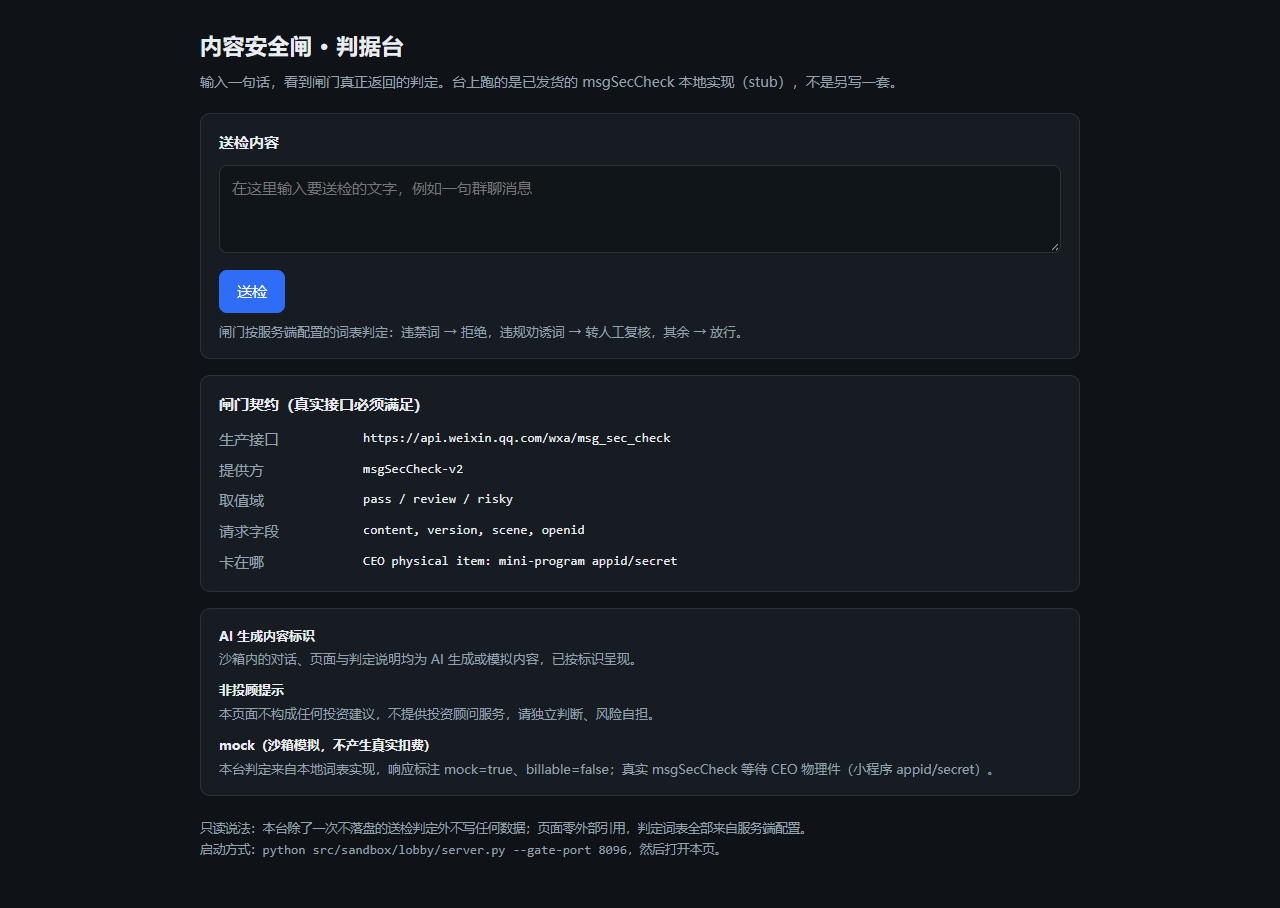 内容安全闸 • 判据台
输入一句话，看到闸门真正返回的判定。台上跑的是已发货的 msgSecCheck 本地实现（stub），不是另写一套。
送检内容
在这里输入要送检的文字，例如一句群聊消息
送检
闸门按服务端配置的词表判定：违禁词 → 拒绝，违规劝诱词 → 转人工复核，其余 → 放行。
闸门契约（真实接口必须满足）
生产接口 https://api.weixin.qq.com/wxa/msg_sec_check
提供方 msgSecCheck-v2
取值域 pass / review / risky
请求字段 content, version, scene, openid
卡在哪 CEO physical item: mini-program appid/secret
AI 生成内容标识
沙箱内的对话、页面与判定说明均为 AI 生成或模拟内容，已按标识呈现。
非投顾提示
本页面不构成任何投资建议，不提供投资顾问服务，请独立判断、风险自担。
mock（沙箱模拟，不产生真实扣费）
本台判定来自本地词表实现，响应标注 mock=true、billable=false；真实 msgSecCheck 等待 CEO 物理件（小程序 appid/secret）。
只读说法：本台除了一次不落盘的送检判定外不写任何数据；页面零外部引用，判定词表全部来自服务端配置。
启动方式：python src/sandbox/lobby/server.py --gate-port 8096，然后打开本页。